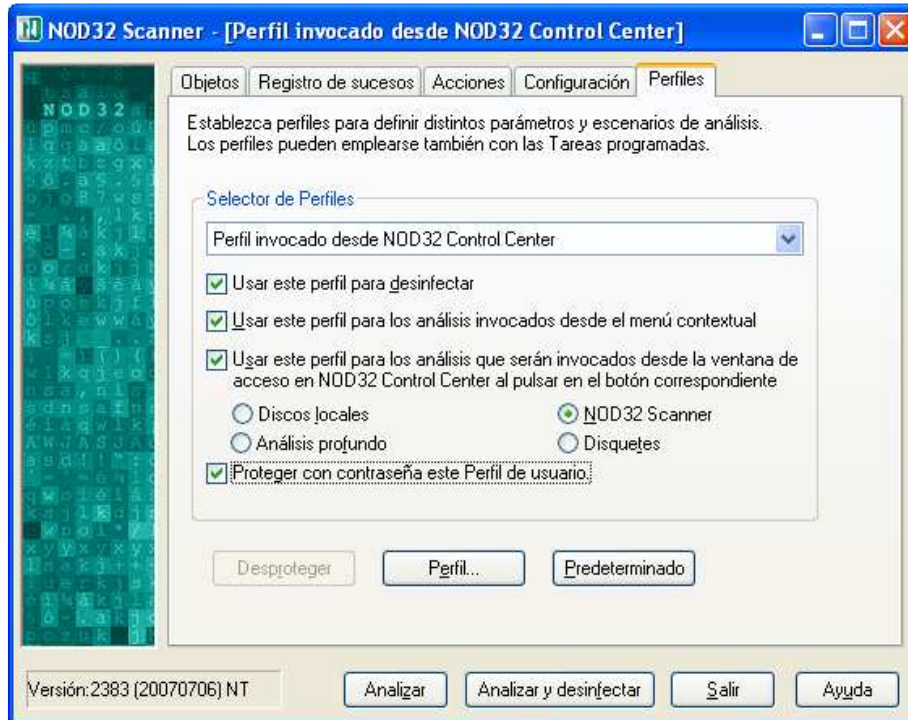 NOD32 Scanner - [Perfil invocado desde NOD32 Control Center]
NOD32
Objetos Registro de sucesos Acciones Configuración Perfiles
Establezca perfiles para definir distintos parámetros y escenarios de análisis.
Los perfiles pueden emplearse también con las Tareas programadas.
Selector de Perfiles
Perfil invocado desde NOD32 Control Center
Usar este perfil para desinfectar
Usar este perfil para los análisis invocados desde el menú contextual
Usar este perfil para los análisis que serán invocados desde la ventana de
acceso en NOD32 Control Center al pulsar en el botón correspondiente
Discos locales NOD32 Scanner
Análisis profundo Disquetes
Proteger con contraseña este Perfil de usuario.
Desproteger Perfil... Predeterminado
Versión:2383 (20070706) NT Analizar Analizar y desinfectar Salir Ayuda